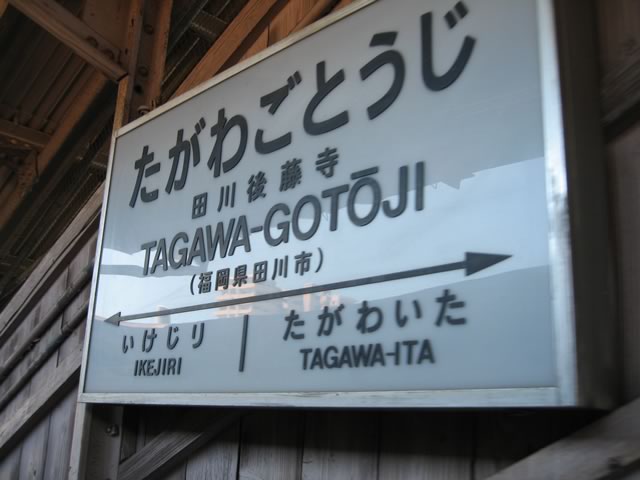 たがわごとうじ
田川後藤寺
TAGAWA-GOTŌJI
(福岡県田川市)
いけじり たがわいた
IKEJIRI TAGAWA-ITA